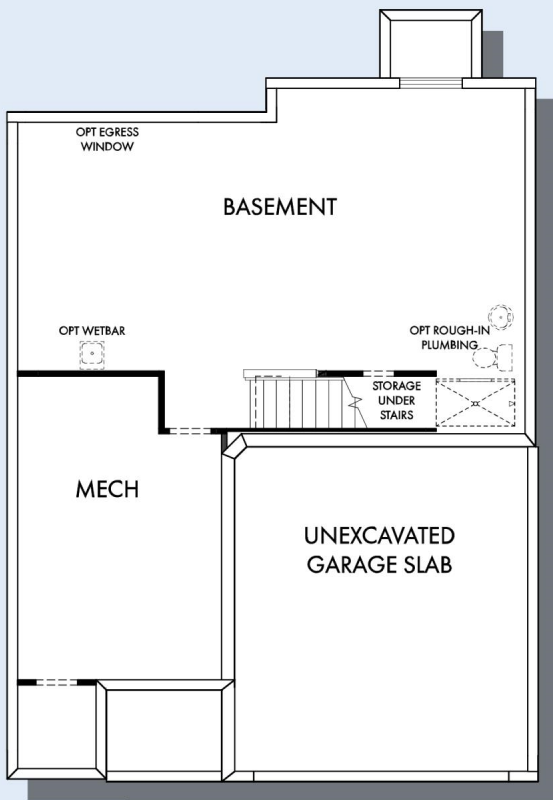 OPT EGRESS
WINDOW
BASEMENT
OPT WETBAR
OPT ROUGH-IN
PLUMBING
STORAGE
UNDER
STAIRS
MECH
UNEXCAVATED
GARAGE SLAB